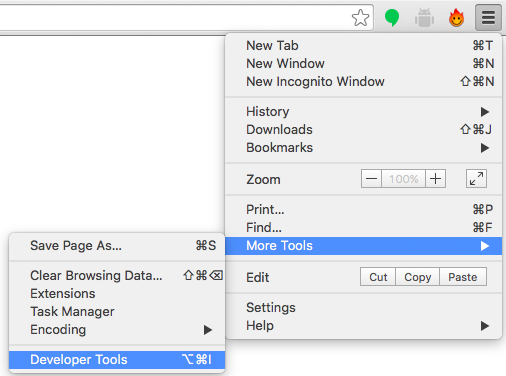 New Tab ⌘T
New Window ⌘N
New Incognito Window ⇧⌘N
History ▶
Downloads ⇧⌘J
Bookmarks ▶
Zoom — 100% +
Print... ⌘P
Find... ⌘F
More Tools ▶
Edit Cut Copy Paste
Settings
Help ▶
Save Page As... ⌘S
Clear Browsing Data... ⇧⌘⌫
Extensions
Task Manager
Encoding ▶
Developer Tools ⌥⌘I